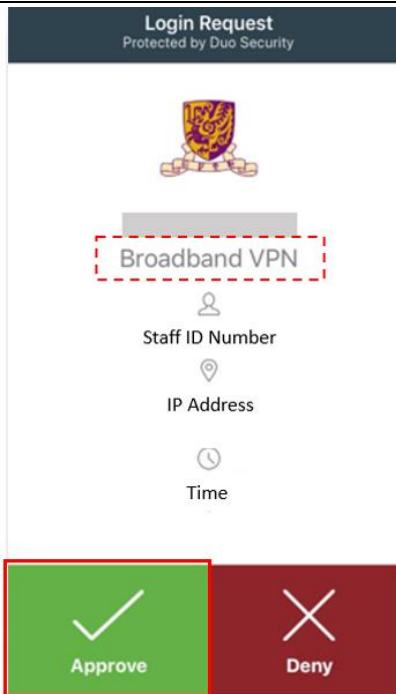 Login Request
Protected by Duo Security
Broadband VPN
Staff ID Number
IP Address
Time
Approve
Deny